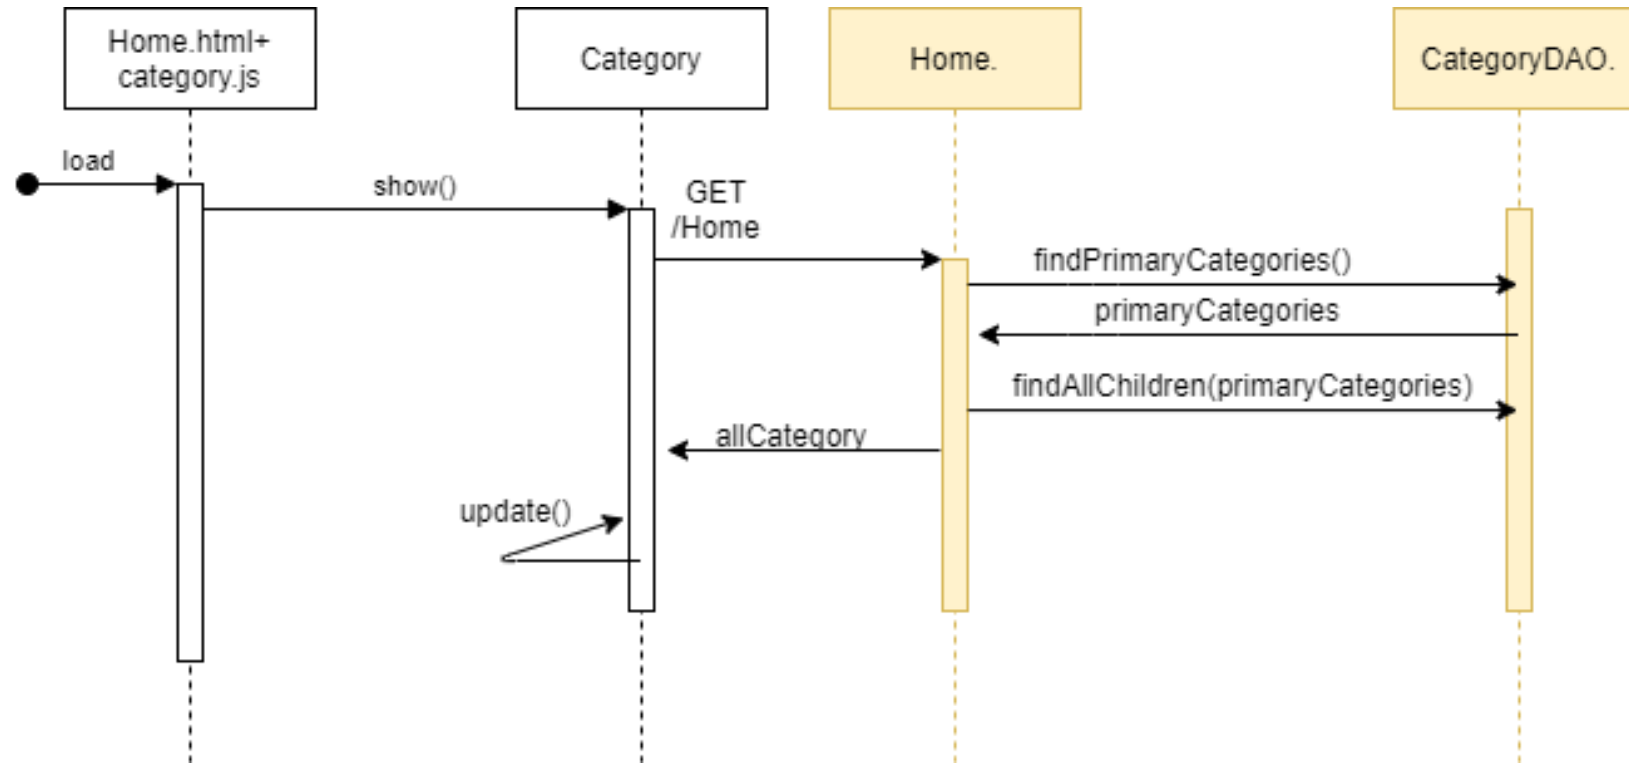 Home.html+
category.js
Category
Home.
CategoryDAO.
load
show()
GET
/Home
findPrimaryCategories()
primaryCategories
findAllChildren(primaryCategories)
allCategory
update()